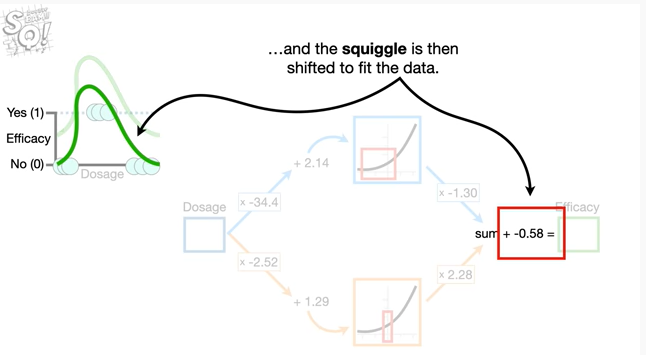 SQ!
…and the squiggle is then
shifted to fit the data.
Yes (1)
Efficacy
No (0)
Dosage
+ 2.14
x -34.4
x -1.30
Dosage
Efficacy
sum + -0.58 =
x -2.52
x 2.28
+ 1.29